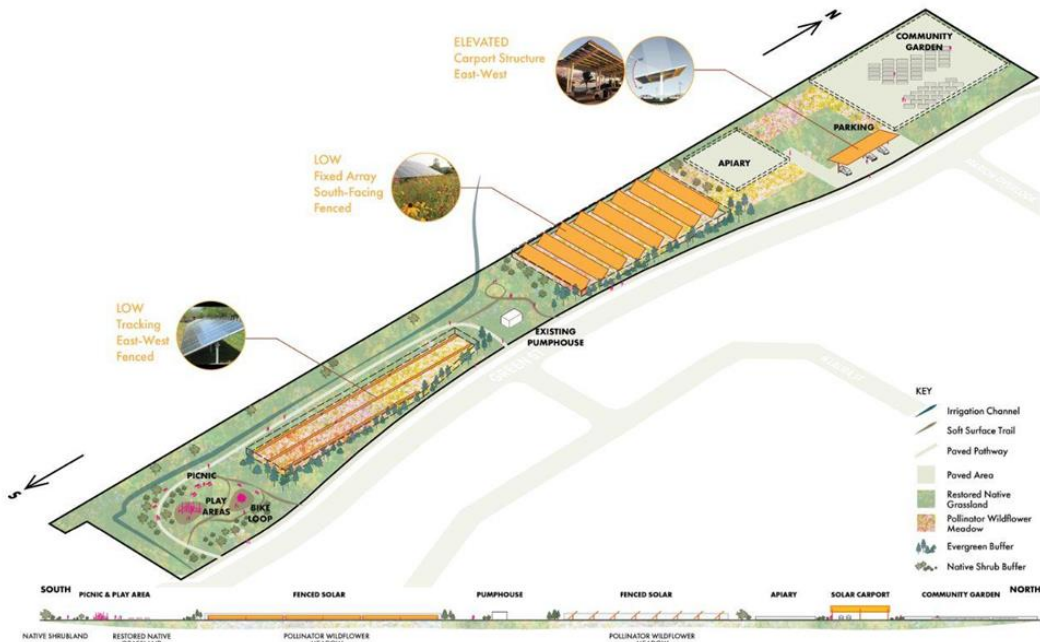 N
COMMUNITY
GARDEN
ELEVATED
Carport Structure
East-West
PARKING
APIARY
LOW
Fixed Array
South-Facing
Fenced
LOW
Tracking
East-West
Fenced
EXISTING
PUMPHOUSE
S
PICNIC
PLAY
AREAS
BIKE
LOOP
KEY
Irrigation Channel
Soft Surface Trail
Paved Pathway
Paved Area
Restored Native
Grassland
Pollinator Wildflower
Meadow
Evergreen Buffer
Native Shrub Buffer
SOUTH
NORTH
PICNIC & PLAY AREA
FENCED SOLAR
PUMPHOUSE
FENCED SOLAR
APIARY
SOLAR CARPORT
COMMUNITY GARDEN
NATIVE SHRUBLAND
RESTORED NATIVE
POLLINATOR WILDFLOWER
POLLINATOR WILDFLOWER